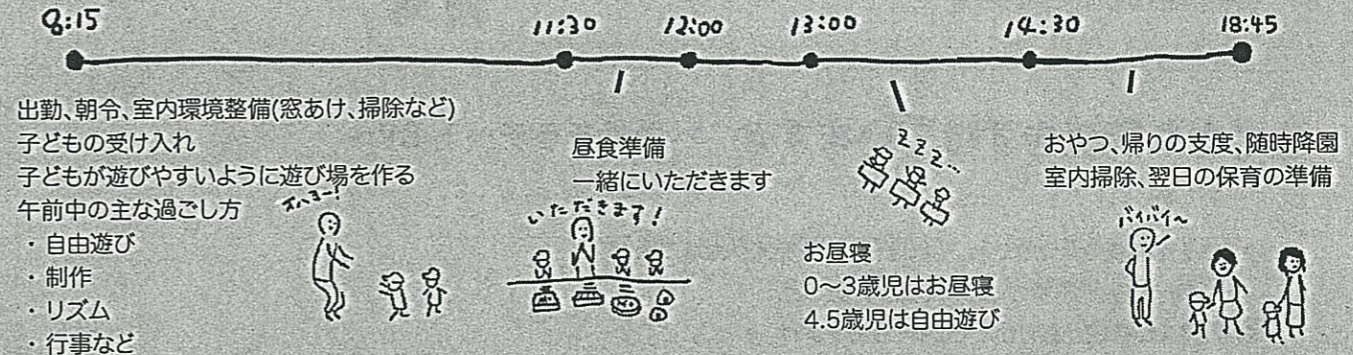 8:15
11:30
12:00
13:00
14:30
18:45
出勤、朝令、室内環境整備(窓あけ、掃除など)
子どもの受け入れ
子どもが遊びやすいように遊び場を作る
午前中の主な過ごし方
・自由遊び
・制作
・リズム
・行事など
オハヨー!
昼食準備
一緒にいただきます
いただきます!
zzz...
お昼寝
0〜3歳児はお昼寝
4.5歳児は自由遊び
おやつ、帰りの支度、随時降園
室内掃除、翌日の保育の準備
バイバイ〜